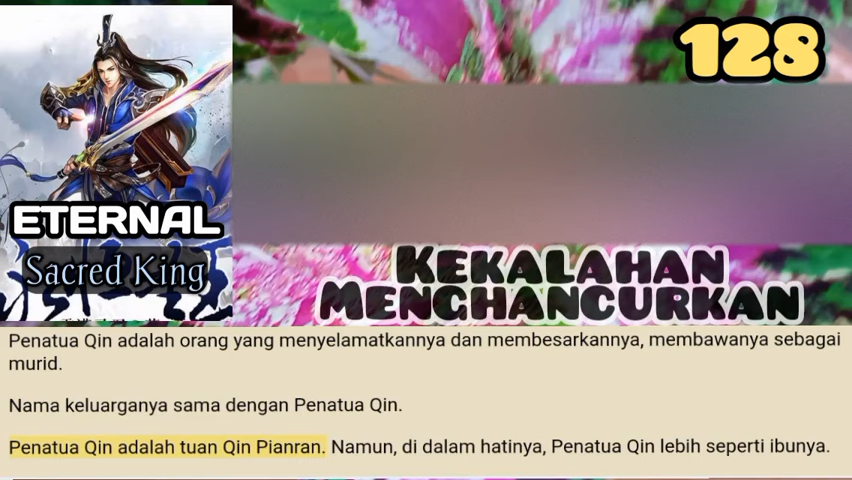 128
ETERNAL
Sacred King
KEKALAHAN
MENGHANCURKAN
Penatua Qin adalah orang yang menyelamatkannya dan membesarkannya, membawanya sebagai
murid.
Nama keluarganya sama dengan Penatua Qin.
Penatua Qin adalah tuan Qin Pianran. Namun, di dalam hatinya, Penatua Qin lebih seperti ibunya.